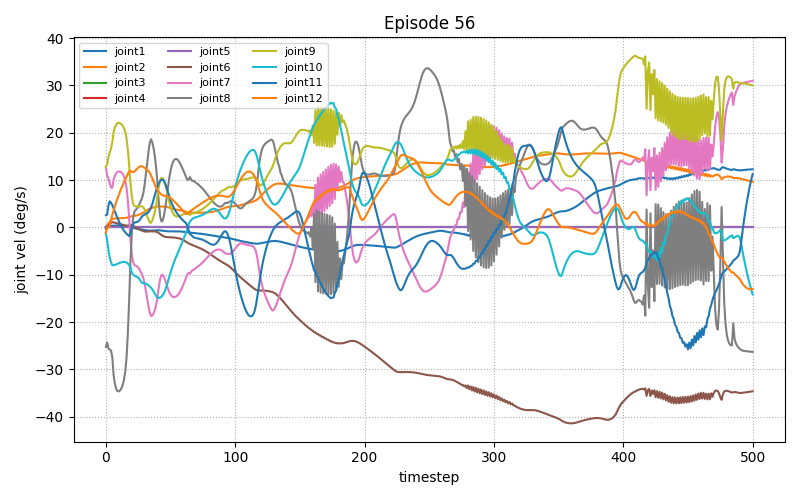 Episode 56
joint1 joint5 joint9
joint2 joint6 joint10
joint3 joint7 joint11
joint4 joint8 joint12
40
30
20
10
0
−10
−20
−30
−40
joint vel (deg/s)
0 100 200 300 400 500
timestep